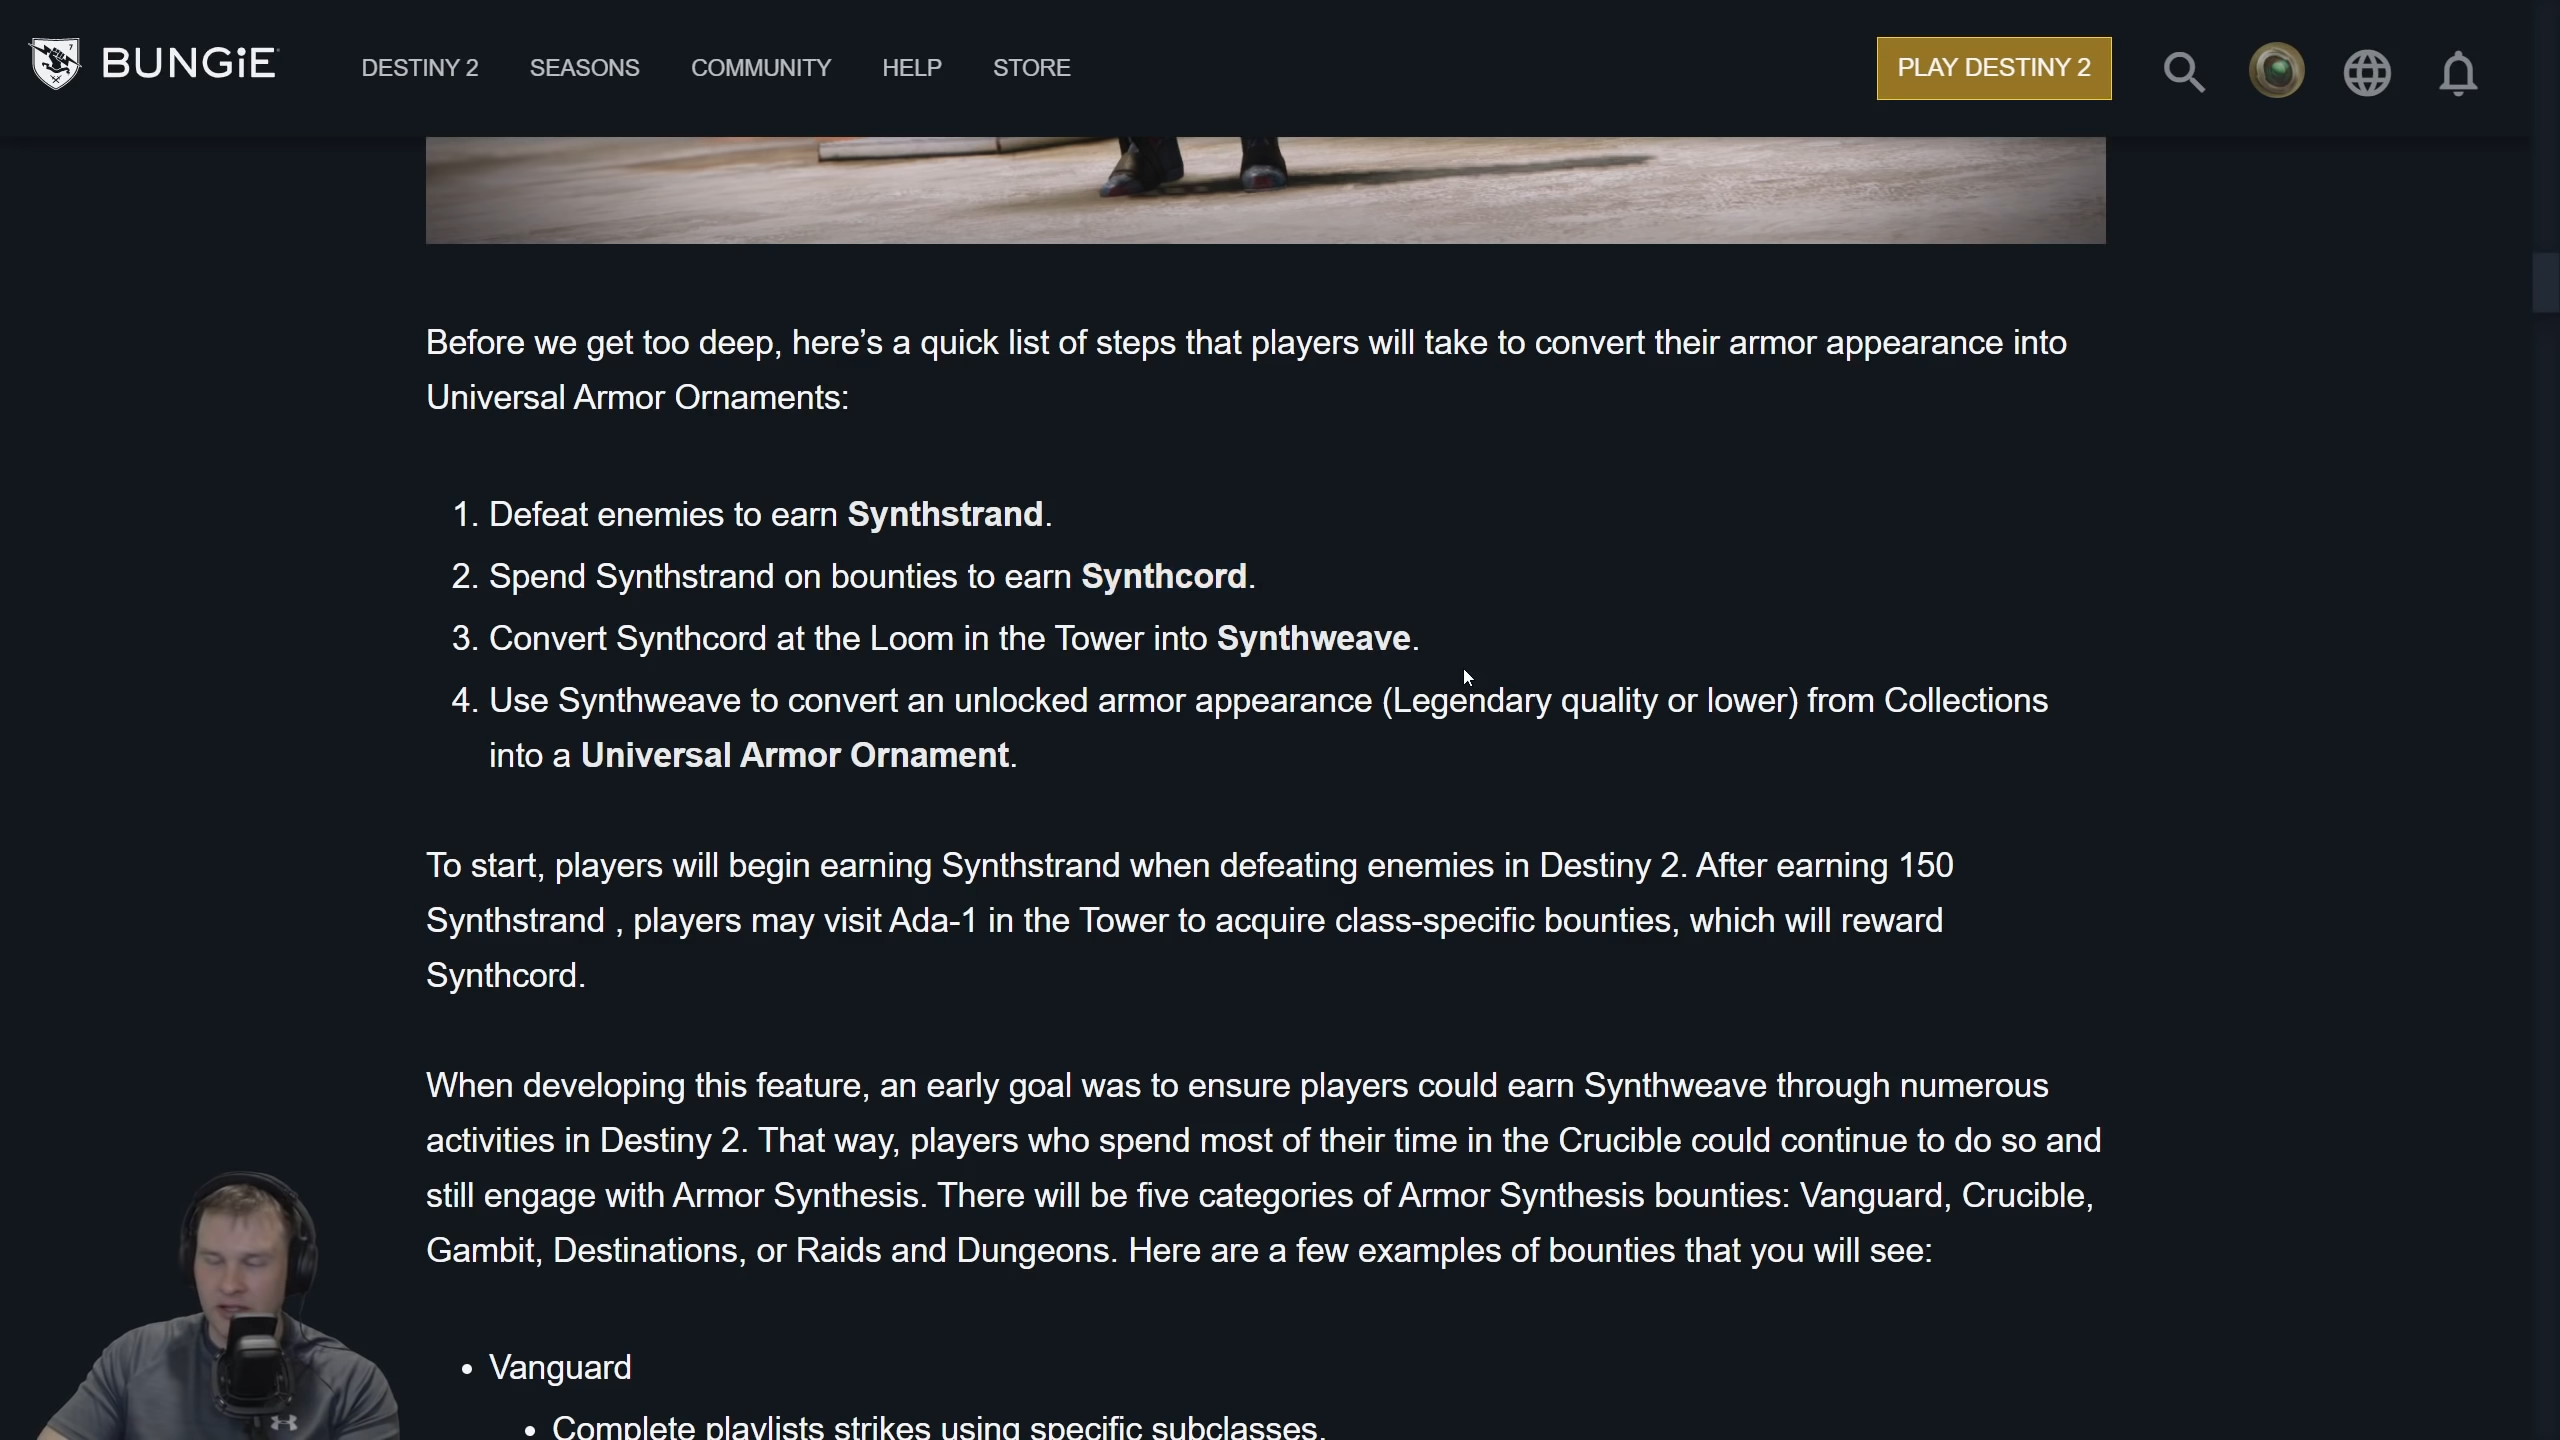 BUNGiE
DESTINY 2
SEASONS
COMMUNITY
HELP
STORE
PLAY DESTINY 2
Before we get too deep, here’s a quick list of steps that players will take to convert their armor appearance into
Universal Armor Ornaments:
1. Defeat enemies to earn Synthstrand.
2. Spend Synthstrand on bounties to earn Synthcord.
3. Convert Synthcord at the Loom in the Tower into Synthweave.
4. Use Synthweave to convert an unlocked armor appearance (Legendary quality or lower) from Collections
into a Universal Armor Ornament.
To start, players will begin earning Synthstrand when defeating enemies in Destiny 2. After earning 150
Synthstrand , players may visit Ada-1 in the Tower to acquire class-specific bounties, which will reward
Synthcord.
When developing this feature, an early goal was to ensure players could earn Synthweave through numerous
activities in Destiny 2. That way, players who spend most of their time in the Crucible could continue to do so and
still engage with Armor Synthesis. There will be five categories of Armor Synthesis bounties: Vanguard, Crucible,
Gambit, Destinations, or Raids and Dungeons. Here are a few examples of bounties that you will see:
• Vanguard
• Complete playlists strikes using specific subclasses.